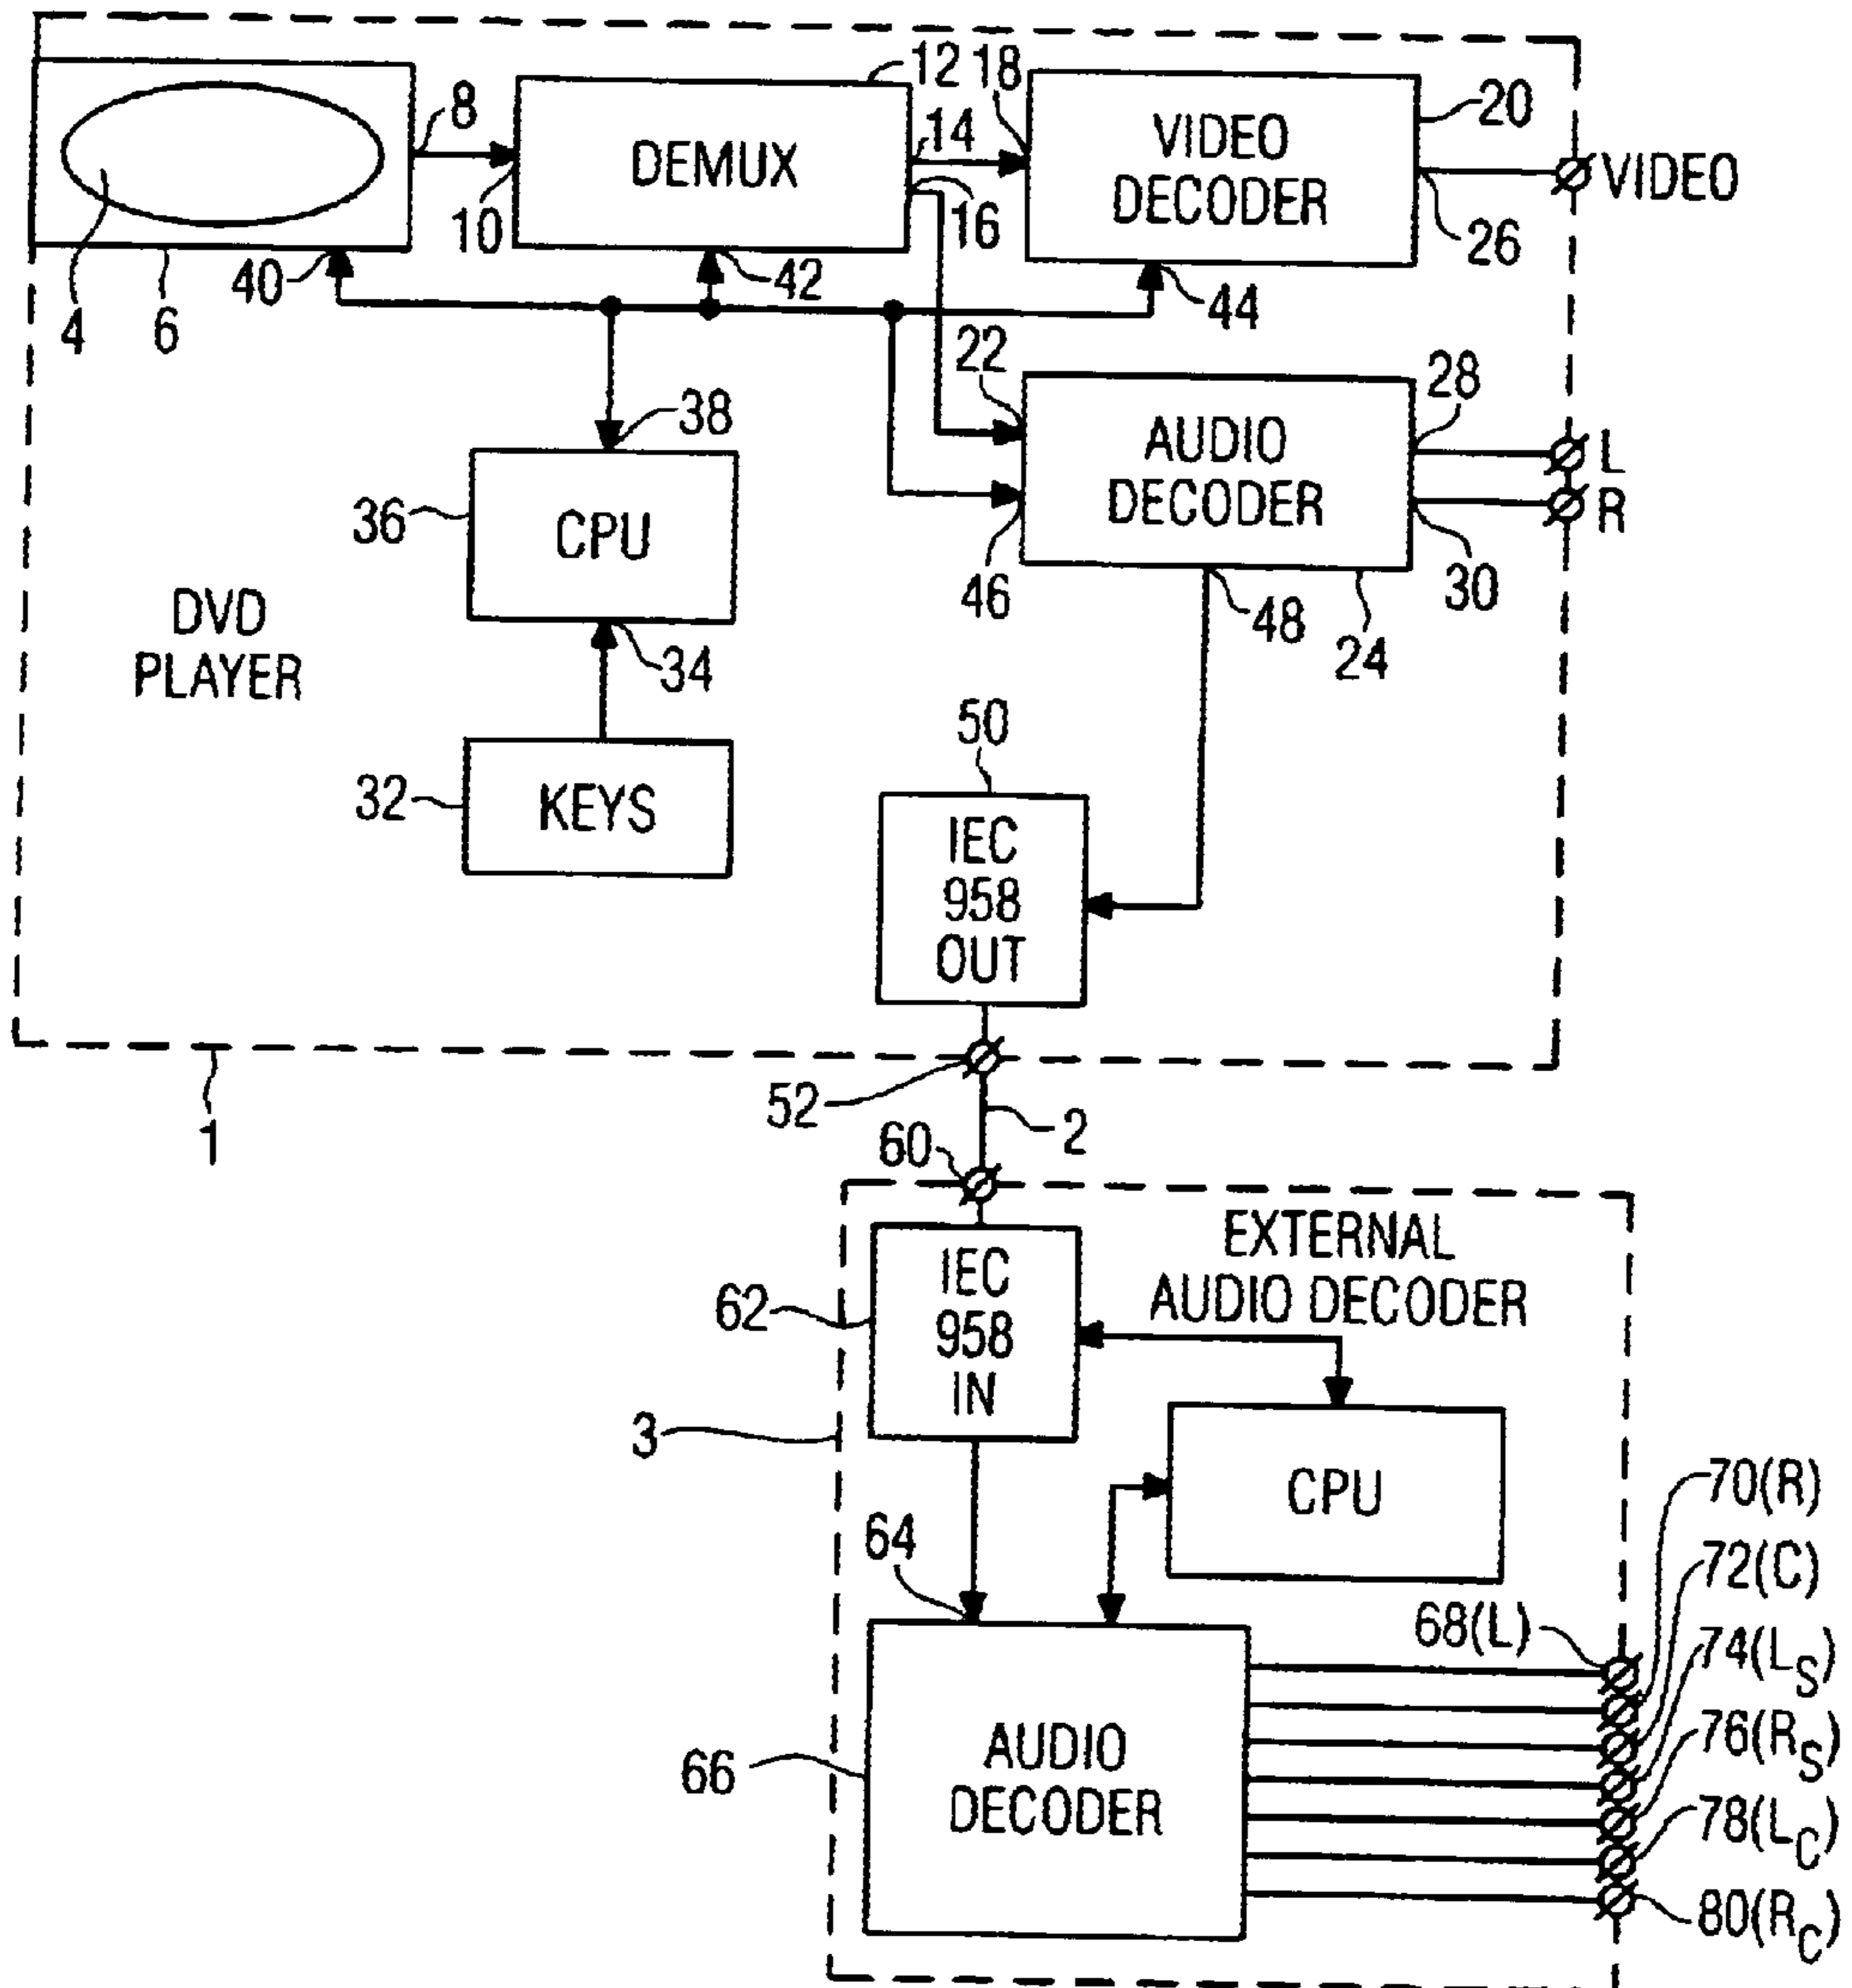 12
18
8
14
20
DEMUX
VIDEO
DECODER
VIDEO
10
16
26
40
42
44
4
6
22
28
38
AUDIO
DECODER
L
R
36
CPU
46
48
30
24
DVD
PLAYER
34
50
32
KEYS
IEC
958
OUT
52
2
1
60
EXTERNAL
AUDIO DECODER
IEC
958
IN
62
3
CPU
70(R)
64
72(C)
68(L)
74(LS)
76(RS)
AUDIO
DECODER
66
78(LC)
80(RC)